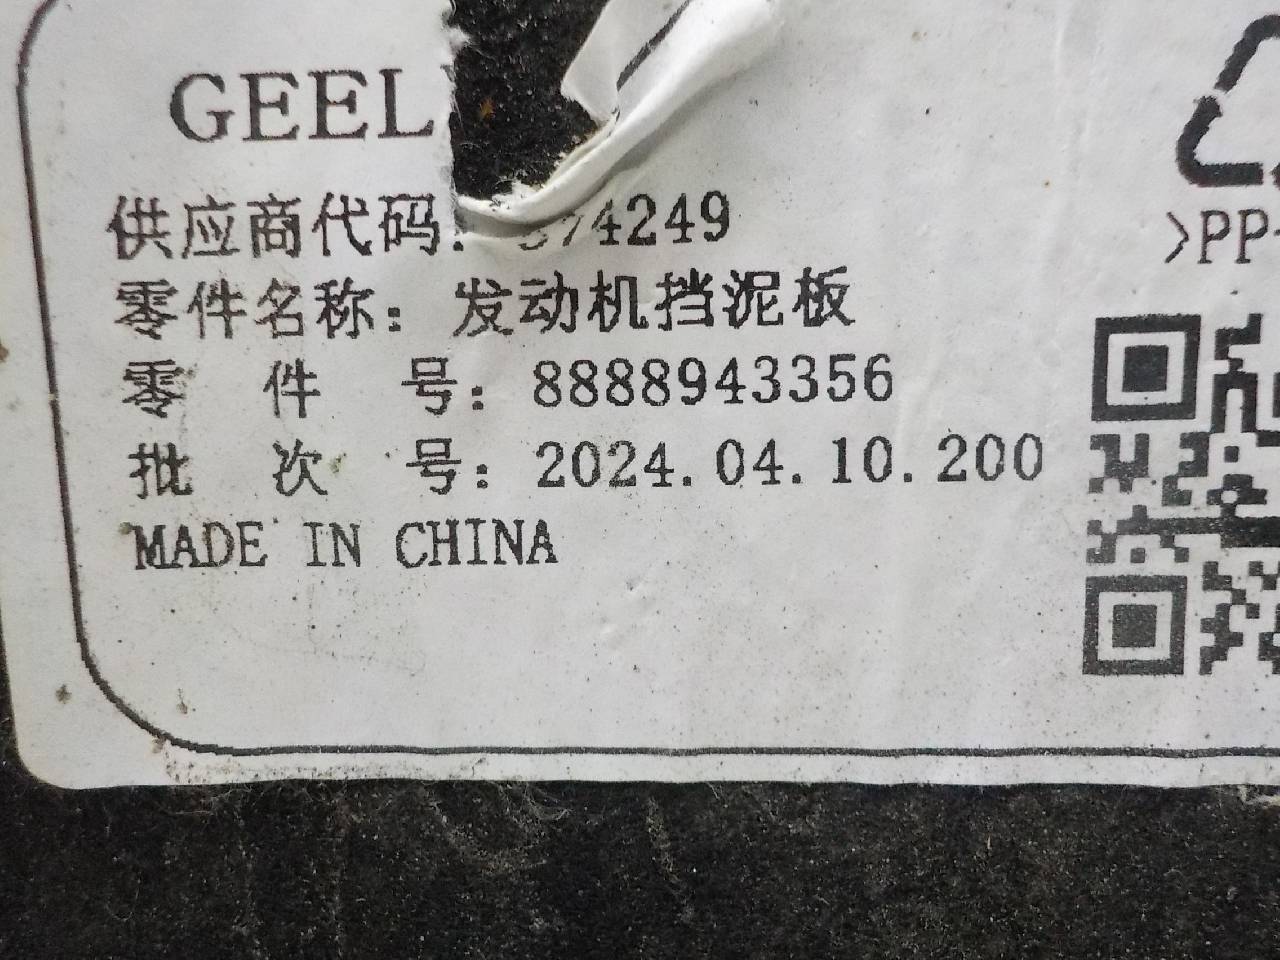 GEEL
供应商代码: 74249
零件名称: 发动机挡泥板
零 件 号: 8888943356
批 次 号: 2024.04.10.200
MADE IN CHINA
>PP